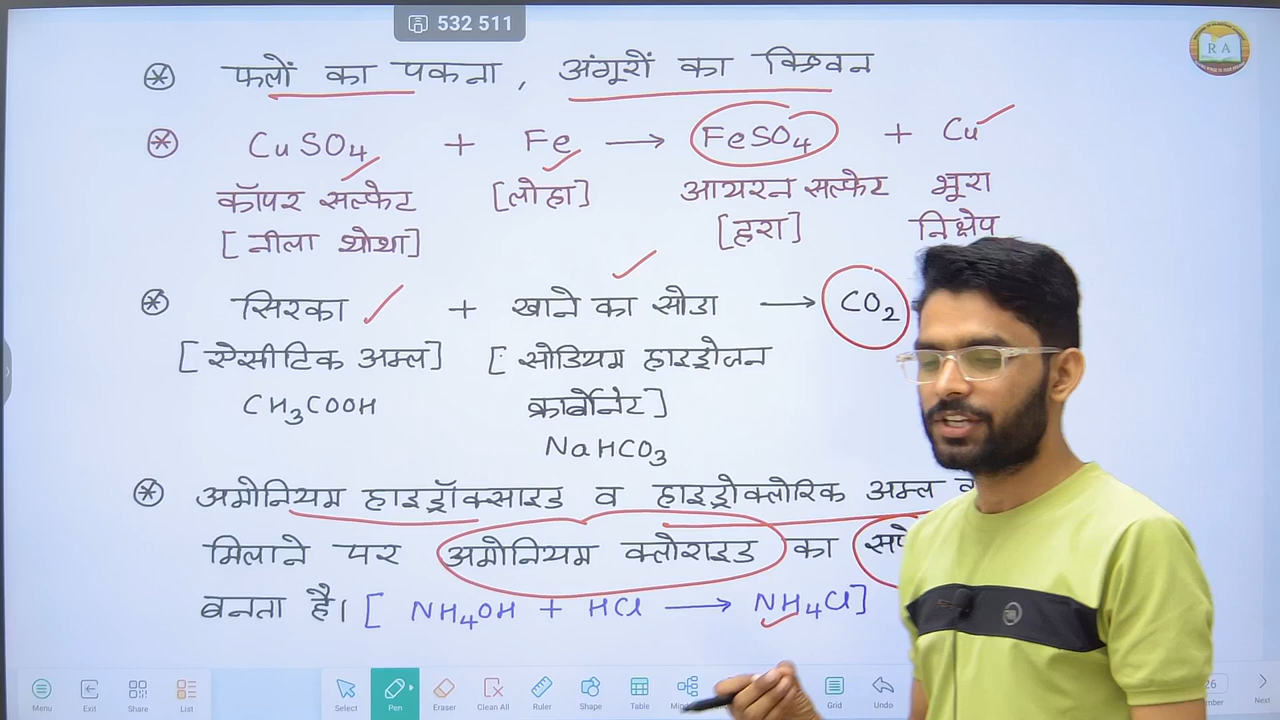 532 511
RA
⊛ फलों का पकना, अंगूरों का किण्वन
⊛ CuSO4 + Fe → FeSO4 + Cu
कॉपर सल्फेट [लोहा] आयरन सल्फेट भूरा
[नीला थोथा] [हरा] निक्षेप
⊛ सिरका + खाने का सोडा → CO2
[ऐसीटिक अम्ल] [सोडियम हाइड्रोजन
CH3COOH कार्बोनेट]
NaHCO3
⊛ अमोनियम हाइड्रॉक्साइड व हाइड्रोक्लोरिक अम्ल
मिलाने पर अमोनियम क्लोराइड का
बनता है। [NH4OH + HCl → NH4Cl]
Menu Exit Share List Select Pen Eraser Clean All Ruler Shape Table Grid Undo Next